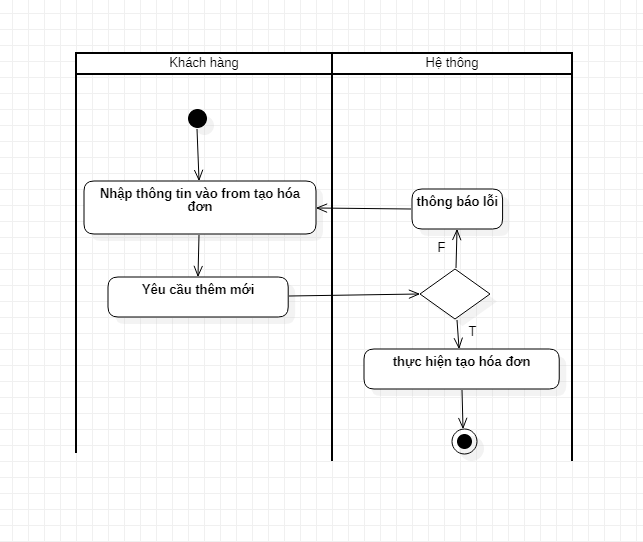 Khách hàng
Hệ thông
Nhập thông tin vào from tạo hóa
đơn
thông báo lỗi
F
Yêu cầu thêm mới
T
thực hiện tạo hóa đơn